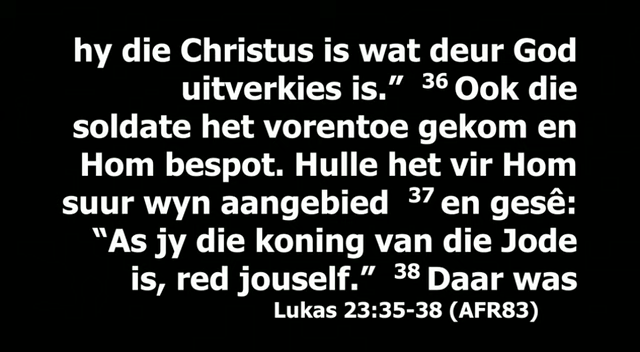 hy die Christus is wat deur God
uitverkies is.” 36 Ook die
soldate het vorentoe gekom en
Hom bespot. Hulle het vir Hom
suur wyn aangebied 37 en gesê:
“As jy die koning van die Jode
is, red jouself.” 38 Daar was
Lukas 23:35-38 (AFR83)